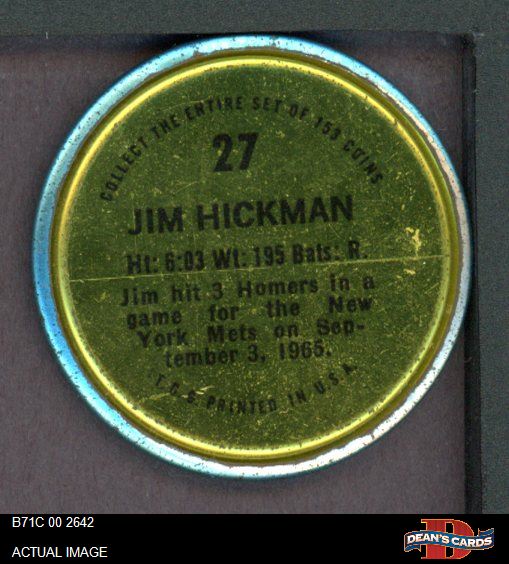 COLLECT THE ENTIRE SET OF 153 COINS
27
JIM HICKMAN
Ht: 6:03 Wt: 195 Bats: R.
Jim hit 3 Homers in a
game for the New
York Mets on Sep-
tember 3, 1965.
T.C.G. PRINTED IN U.S.A.
B71C 00 2642
ACTUAL IMAGE
D
DEAN'S CARDS